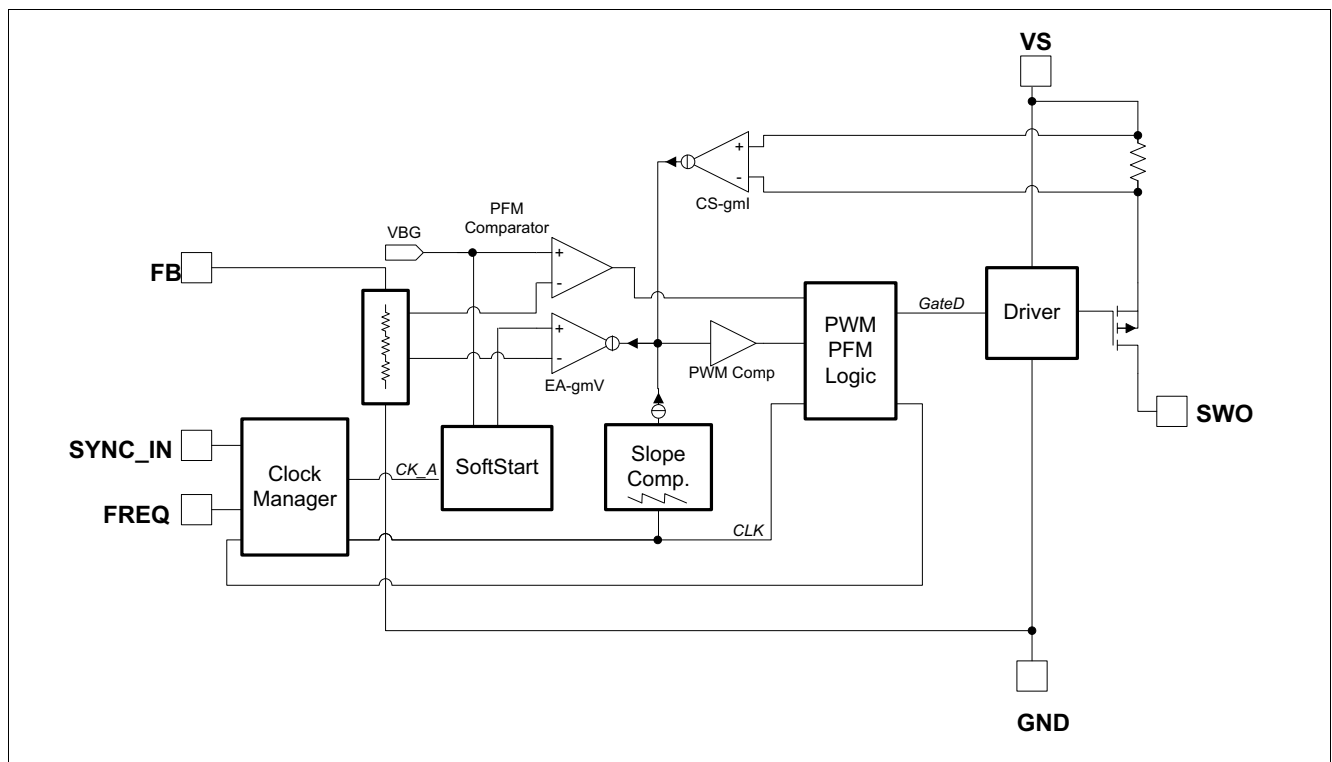 VS
+
-
CS-gmI
PFM
Comparator
VBG
+
-
FB
GateD
Driver
PWM
PFM
Logic
+
-
EA-gmV
PWM Comp
SWO
SYNC_IN
Clock
Manager
CK_A
SoftStart
Slope
Comp.
FREQ
CLK
GND